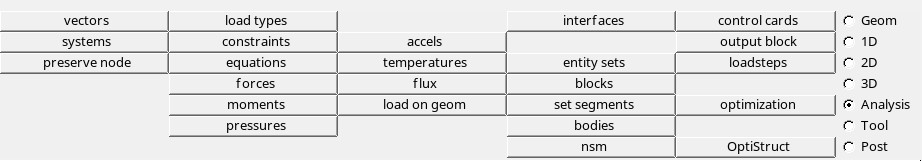 vectors load types interfaces control cards Geom
systems constraints accels output block 1D
preserve node equations temperatures entity sets loadsteps 2D
forces flux blocks 3D
moments load on geom set segments optimization Analysis
pressures bodies Tool
nsm OptiStruct Post